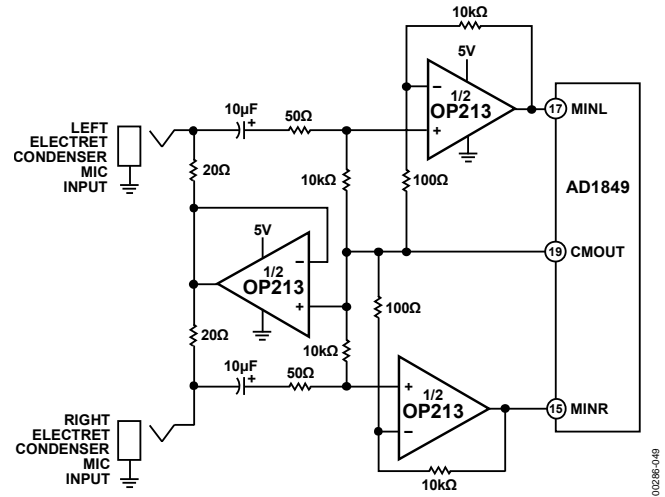 10kΩ
5V
–
+
1/2
OP213
17
MINL
10µF
+
50Ω
LEFT
ELECTRET
CONDENSER
MIC
INPUT
20Ω
10kΩ
100Ω
AD1849
5V
–
+
1/2
OP213
19
CMOUT
100Ω
20Ω
10kΩ
10µF
+
50Ω
+
–
1/2
OP213
15
MINR
RIGHT
ELECTRET
CONDENSER
MIC
INPUT
10kΩ
00286-049